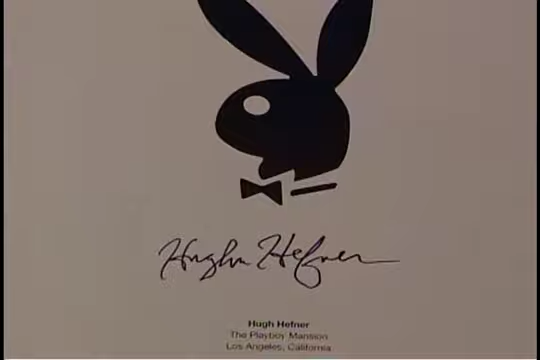 Hugh Hefner
Hugh Hefner
The Playboy Mansion
Los Angeles, California